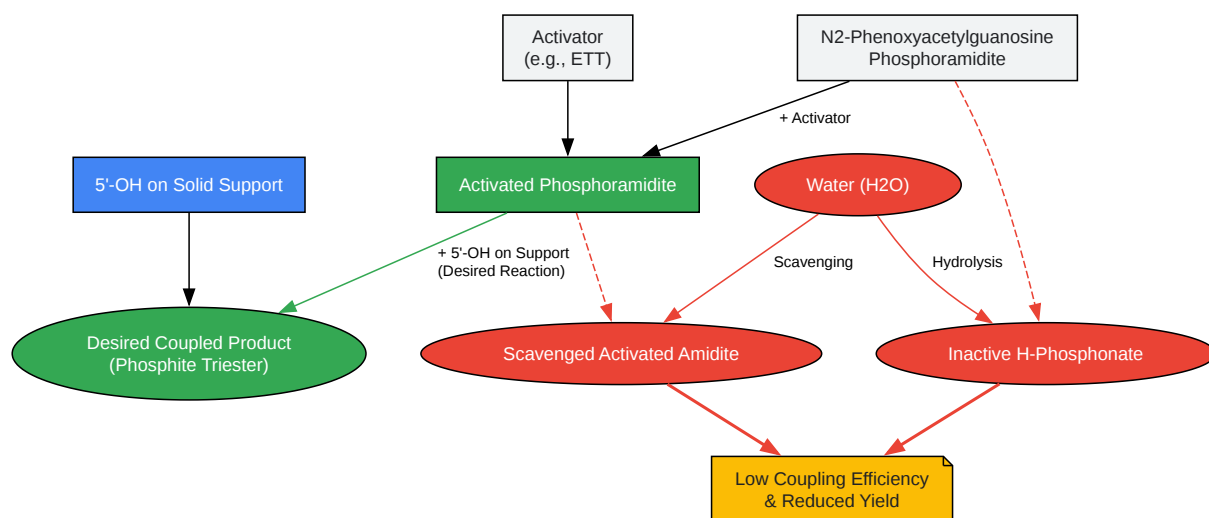 Activator
(e.g., ETT)
N2-Phenoxyacetylguanosine
Phosphoramidite
+ Activator
5'-OH on Solid Support
Activated Phosphoramidite
Water (H2O)
+ 5'-OH on Support
(Desired Reaction)
Scavenging
Hydrolysis
Desired Coupled Product
(Phosphite Triester)
Scavenged Activated Amidite
Inactive H-Phosphonate
Low Coupling Efficiency
& Reduced Yield